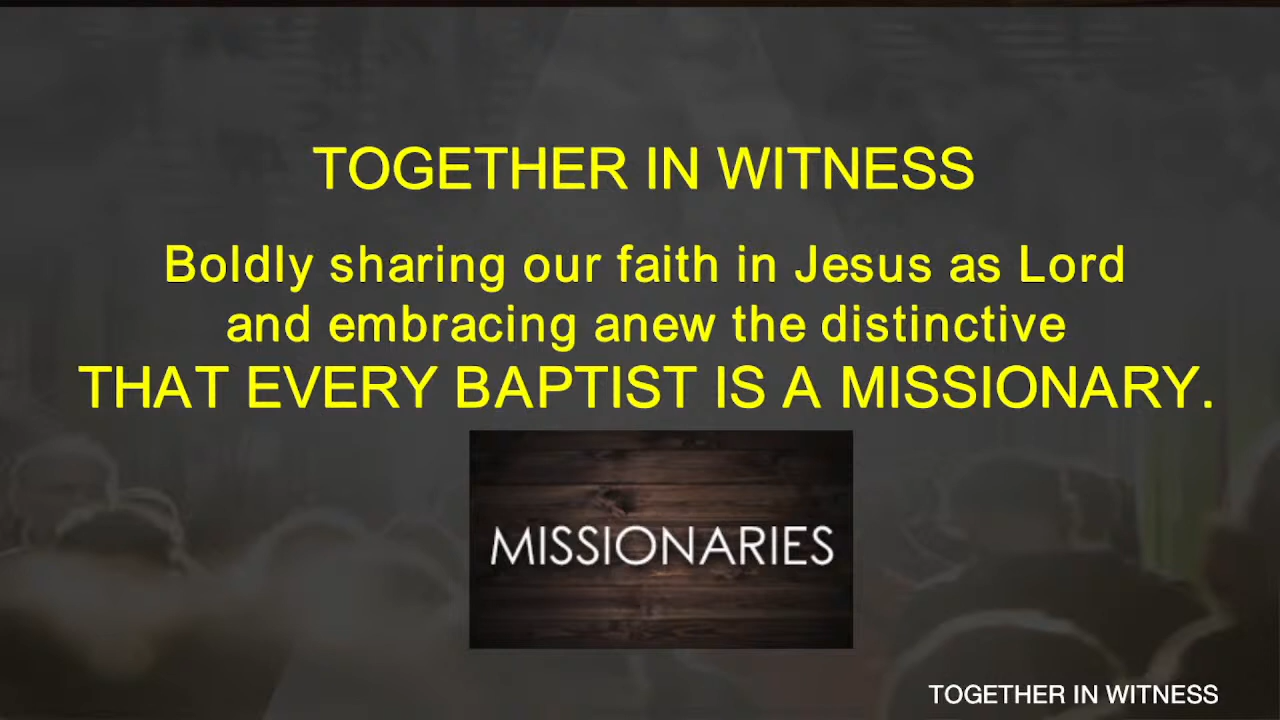 TOGETHER IN WITNESS
Boldly sharing our faith in Jesus as Lord
and embracing anew the distinctive
THAT EVERY BAPTIST IS A MISSIONARY.
MISSIONARIES
TOGETHER IN WITNESS